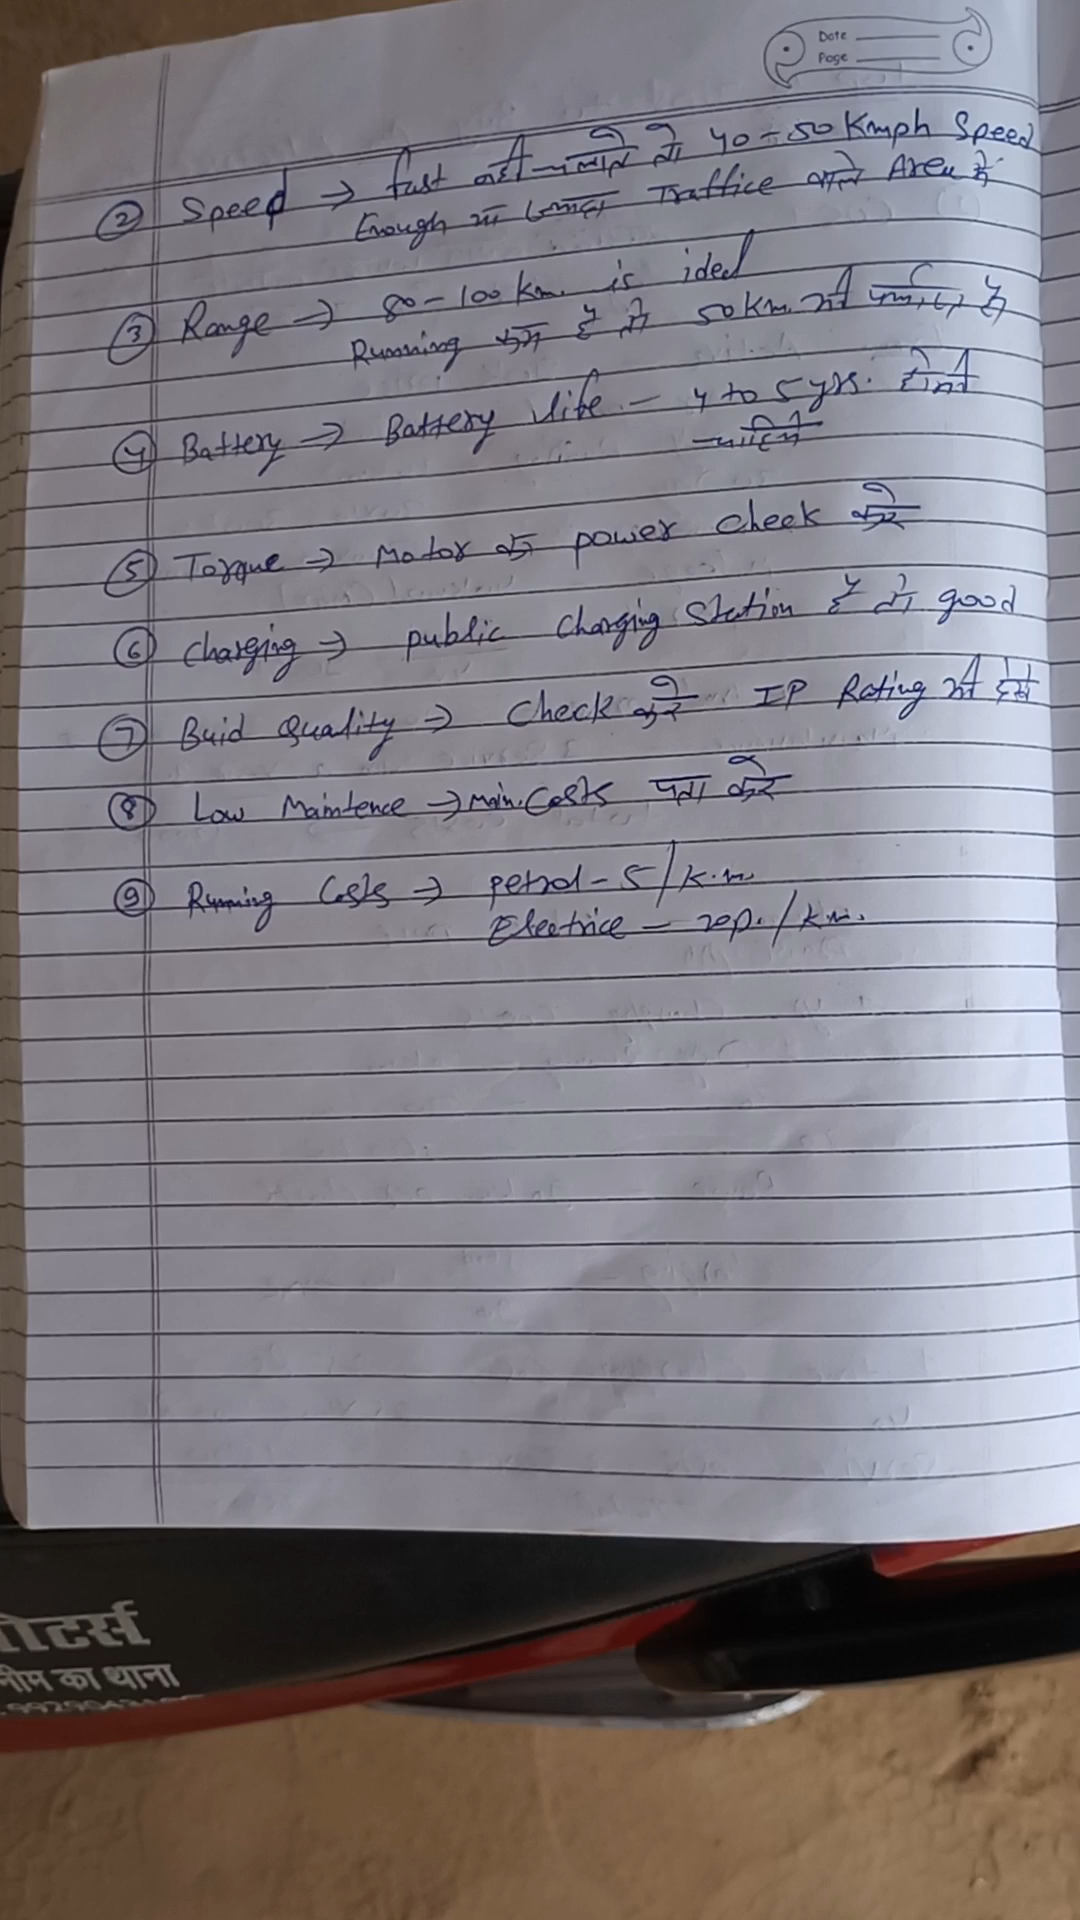 Date
Page
② Speed → fast नहीं चलाते तो 40-50 Kmph Speed
Enough या ज्यादा Traffice वाले Area में
③ Range → 80-100 Km. is ideal
Running कम है तो 50 Km. भी पर्याप्त है
④ Battery → Battery life - 4 to 5 yrs. होनी
चाहिये
⑤ Torque → Motor की power check करे
⑥ Charging → public Charging Station है तो good
⑦ Buid Quality → Check करे IP Rating भी देखे
⑧ Low Maintence → Main. Costs पता करे
⑨ Running Costs → petrol - 5/k.m.
Electrice - 20p./km.
ोटर्स
नीम का थाना